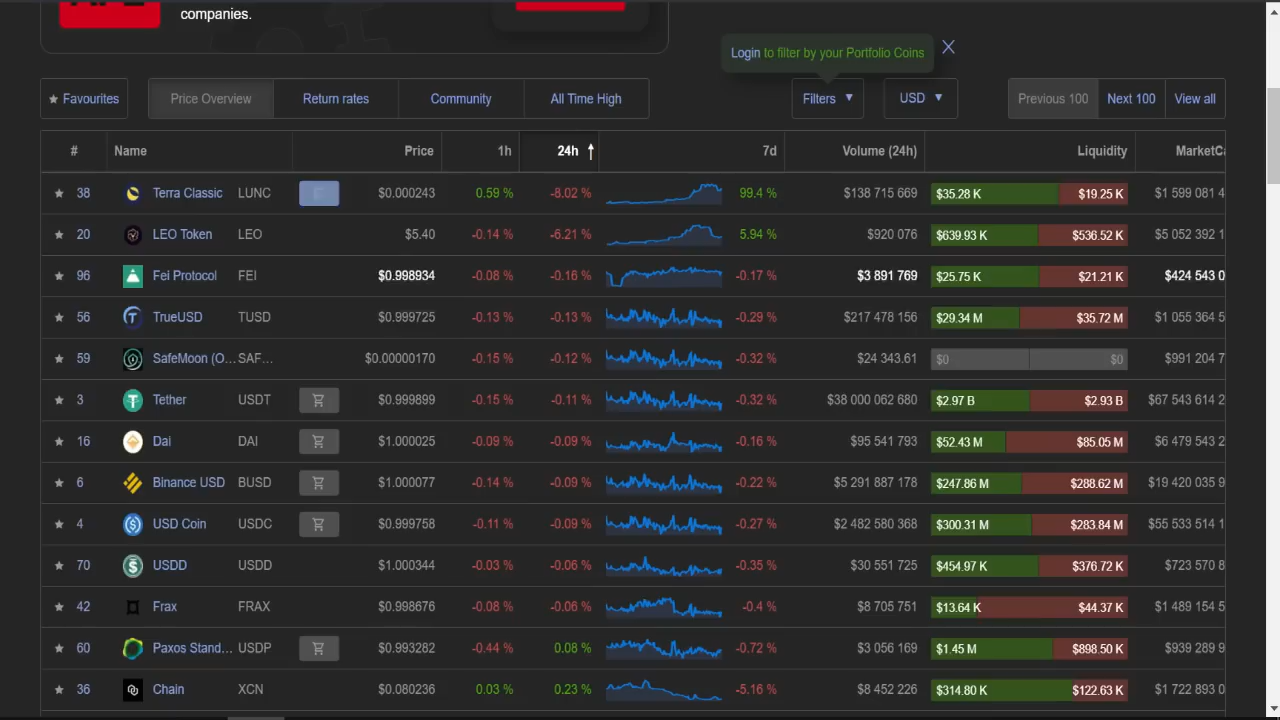 companies.
Login to filter by your Portfolio Coins
★ Favourites Price Overview Return rates Community All Time High Filters ▼ USD ▼ Previous 100 Next 100 View all
# Name Price 1h 24h ↑ 7d Volume (24h) Liquidity MarketCa
★ 38 Terra Classic LUNC $0.000243 0.59 % -8.02 % 99.4 % $138 715 669 $35.28 K $19.25 K $1 599 081 4
★ 20 LEO Token LEO $5.40 -0.14 % -6.21 % 5.94 % $920 076 $639.93 K $536.52 K $5 052 392 1
★ 96 Fei Protocol FEI $0.998934 -0.08 % -0.16 % -0.17 % $3 891 769 $25.75 K $21.21 K $424 543 0
★ 56 TrueUSD TUSD $0.999725 -0.13 % -0.13 % -0.29 % $217 478 156 $29.34 M $35.72 M $1 055 364 5
★ 59 SafeMoon (O... SAF... $0.00000170 -0.15 % -0.12 % -0.32 % $24 343.61 $0 $0 $991 204 7
★ 3 Tether USDT $0.999899 -0.15 % -0.11 % -0.32 % $38 000 062 680 $2.97 B $2.93 B $67 543 614 2
★ 16 Dai DAI $1.000025 -0.09 % -0.09 % -0.16 % $95 541 793 $52.43 M $85.05 M $6 479 543 2
★ 6 Binance USD BUSD $1.000077 -0.14 % -0.09 % -0.22 % $5 291 887 178 $247.86 M $288.62 M $19 420 035 9
★ 4 USD Coin USDC $0.999758 -0.11 % -0.09 % -0.27 % $2 482 580 368 $300.31 M $283.84 M $55 533 514 1
★ 70 USDD USDD $1.000344 -0.03 % -0.06 % -0.35 % $30 551 725 $454.97 K $376.72 K $723 570 8
★ 42 Frax FRAX $0.998676 -0.08 % -0.06 % -0.4 % $8 705 751 $13.64 K $44.37 K $1 489 154 5
★ 60 Paxos Stand... USDP $0.993282 -0.44 % 0.08 % -0.72 % $3 056 169 $1.45 M $898.50 K $939 289 9
★ 36 Chain XCN $0.080236 0.03 % 0.23 % -5.16 % $8 452 226 $314.80 K $122.63 K $1 722 893 0